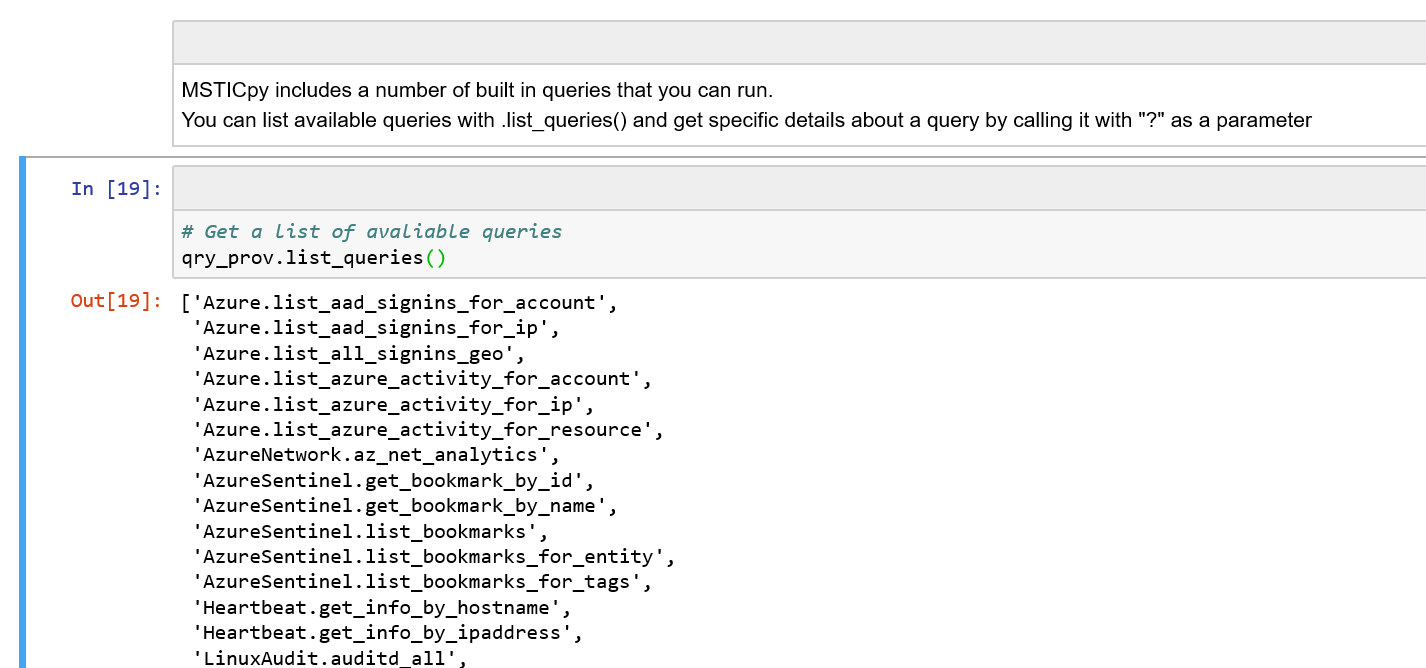 MSTICpy includes a number of built in queries that you can run.
You can list available queries with .list_queries() and get specific details about a query by calling it with "?" as a parameter
In [19]:
# Get a list of avaliable queries
qry_prov.list_queries()
Out[19]: ['Azure.list_aad_signins_for_account',
'Azure.list_aad_signins_for_ip',
'Azure.list_all_signins_geo',
'Azure.list_azure_activity_for_account',
'Azure.list_azure_activity_for_ip',
'Azure.list_azure_activity_for_resource',
'AzureNetwork.az_net_analytics',
'AzureSentinel.get_bookmark_by_id',
'AzureSentinel.get_bookmark_by_name',
'AzureSentinel.list_bookmarks',
'AzureSentinel.list_bookmarks_for_entity',
'AzureSentinel.list_bookmarks_for_tags',
'Heartbeat.get_info_by_hostname',
'Heartbeat.get_info_by_ipaddress',
'LinuxAudit.auditd_all',